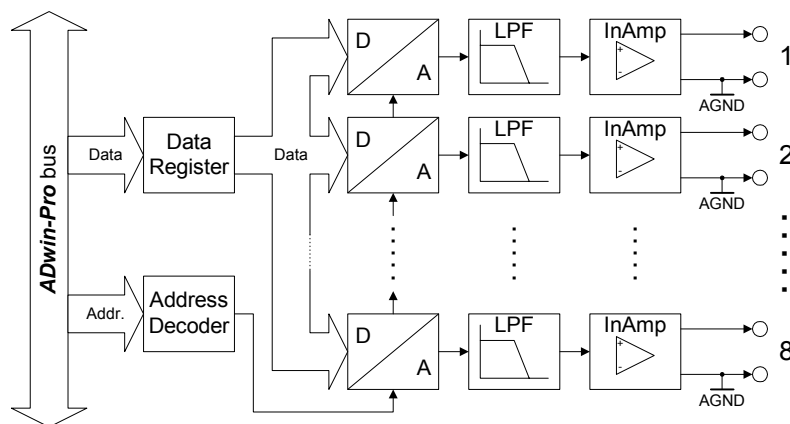 ADwin-Pro bus
Data
Data
Register
Data
Addr.
Address
Decoder
D
A
LPF
InAmp
+
-
AGND
1
D
A
LPF
InAmp
+
-
AGND
2
D
A
LPF
InAmp
+
-
AGND
8